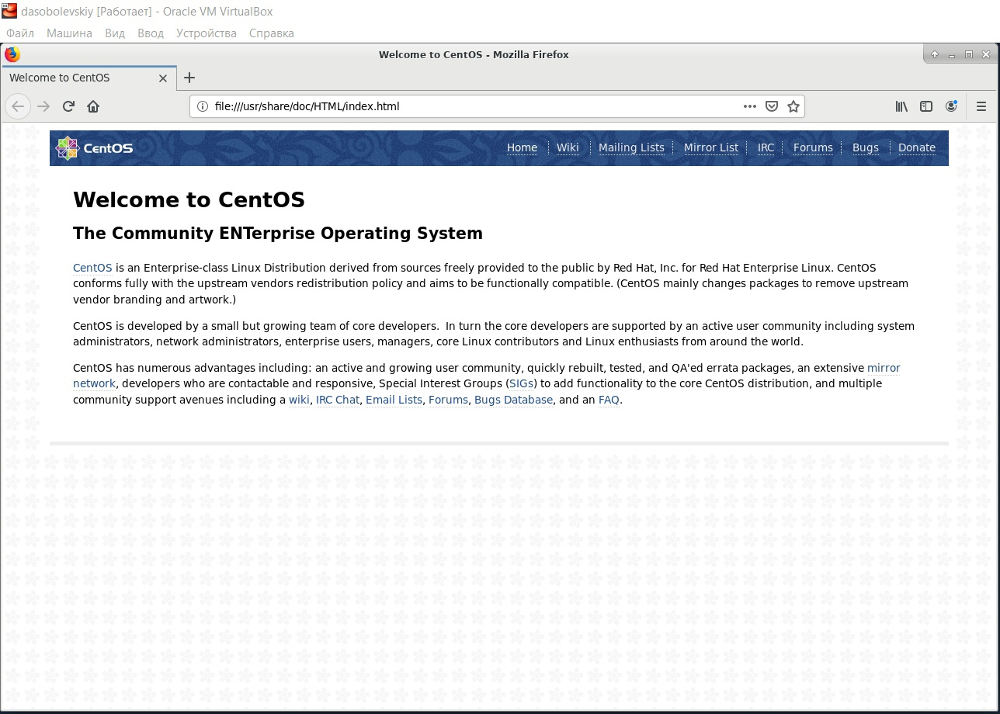 dasobolevskiy [Работает] - Oracle VM VirtualBox
Файл Машина Вид Ввод Устройства Справка
Welcome to CentOS - Mozilla Firefox
Welcome to CentOS
file:///usr/share/doc/HTML/index.html
CentOS Home Wiki Mailing Lists Mirror List IRC Forums Bugs Donate
Welcome to CentOS
The Community ENTerprise Operating System
CentOS is an Enterprise-class Linux Distribution derived from sources freely provided to the public by Red Hat, Inc. for Red Hat Enterprise Linux. CentOS
conforms fully with the upstream vendors redistribution policy and aims to be functionally compatible. (CentOS mainly changes packages to remove upstream
vendor branding and artwork.)
CentOS is developed by a small but growing team of core developers.  In turn the core developers are supported by an active user community including system
administrators, network administrators, enterprise users, managers, core Linux contributors and Linux enthusiasts from around the world.
CentOS has numerous advantages including: an active and growing user community, quickly rebuilt, tested, and QA'ed errata packages, an extensive mirror
network, developers who are contactable and responsive, Special Interest Groups (SIGs) to add functionality to the core CentOS distribution, and multiple
community support avenues including a wiki, IRC Chat, Email Lists, Forums, Bugs Database, and an FAQ.